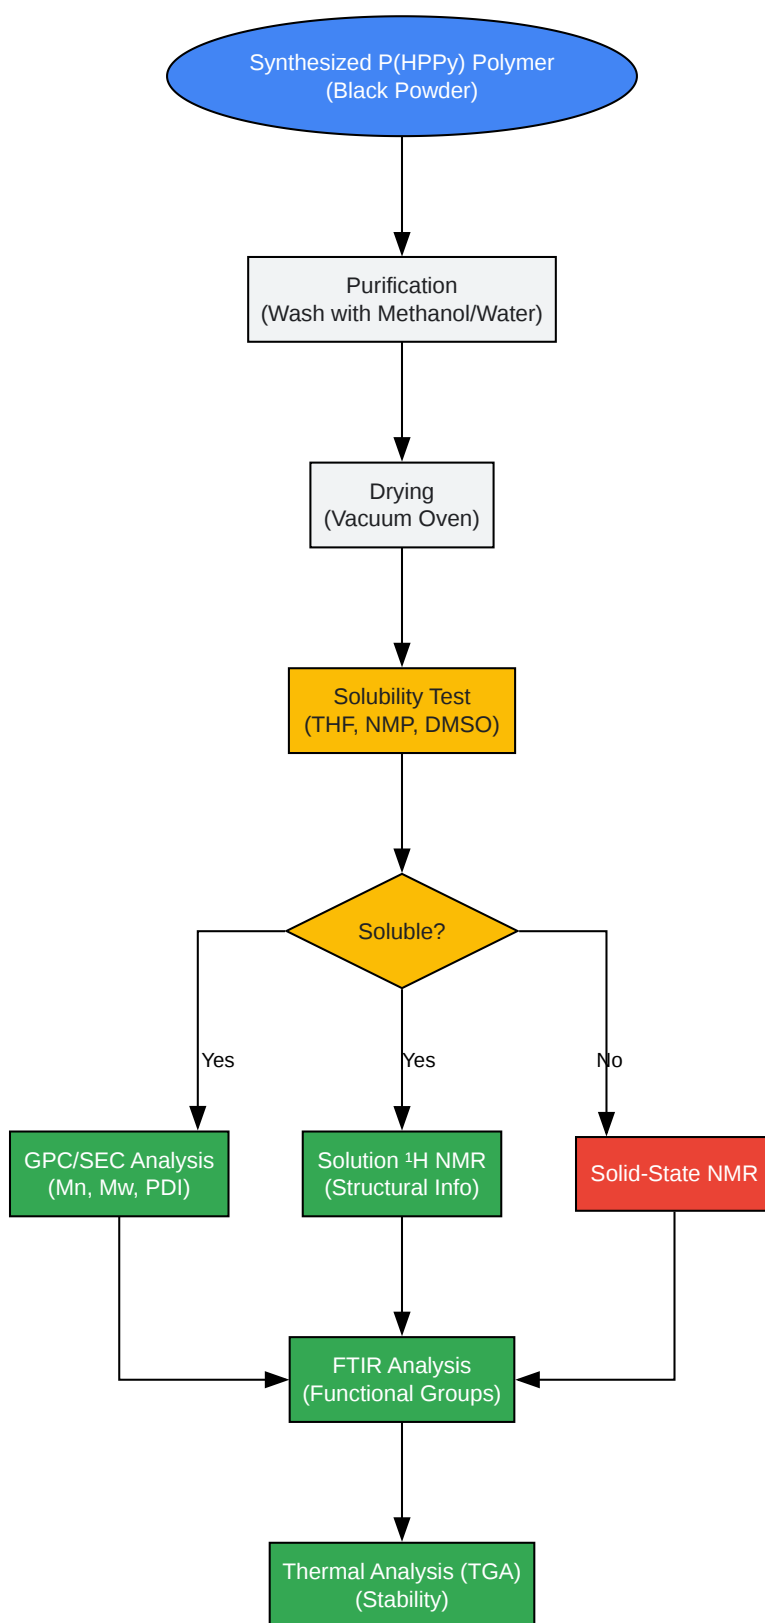 Synthesized P(HPPy) Polymer
(Black Powder)
Purification
(Wash with Methanol/Water)
Drying
(Vacuum Oven)
Solubility Test
(THF, NMP, DMSO)
Soluble?
Yes
Yes
No
GPC/SEC Analysis
(Mn, Mw, PDI)
Solution ¹H NMR
(Structural Info)
Solid-State NMR
FTIR Analysis
(Functional Groups)
Thermal Analysis (TGA)
(Stability)